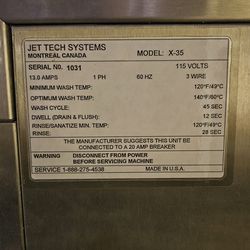 JET TECH SYSTEMS
MONTREAL CANADA MODEL: X-35
SERIAL NO. 1031 115 VOLTS
13.0 AMPS 1 PH 60 HZ 3 WIRE
MINIMUM WASH TEMP: 120°F/49°C
OPTIMUM WASH TEMP: 140°F/60°C
WASH CYCLE: 45 SEC
DWELL (DRAIN & FLUSH): 12 SEC
RINSE/SANITIZE MIN. TEMP: 120°F/49°C
RINSE: 28 SEC
THE MANUFACTURER SUGGESTS THIS UNIT BE
CONNECTED TO A 20 AMP BREAKER
WARNING: DISCONNECT FROM POWER
BEFORE SERVICING MACHINE
SERVICE 1-888-275-4538 MADE IN U.S.A.